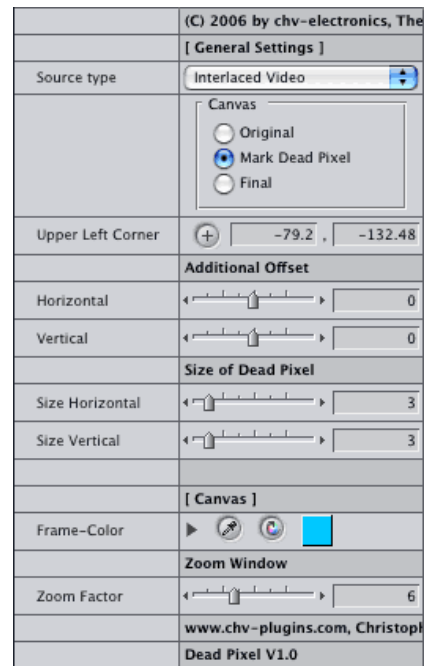 (C) 2006 by chv-electronics, The
[ General Settings ]
Source type Interlaced Video
Canvas
Original
Mark Dead Pixel
Final
Upper Left Corner -79.2 , -132.48
Additional Offset
Horizontal 0
Vertical 0
Size of Dead Pixel
Size Horizontal 3
Size Vertical 3
[ Canvas ]
Frame-Color
Zoom Window
Zoom Factor 6
www.chv-plugins.com, Christoph
Dead Pixel V1.0